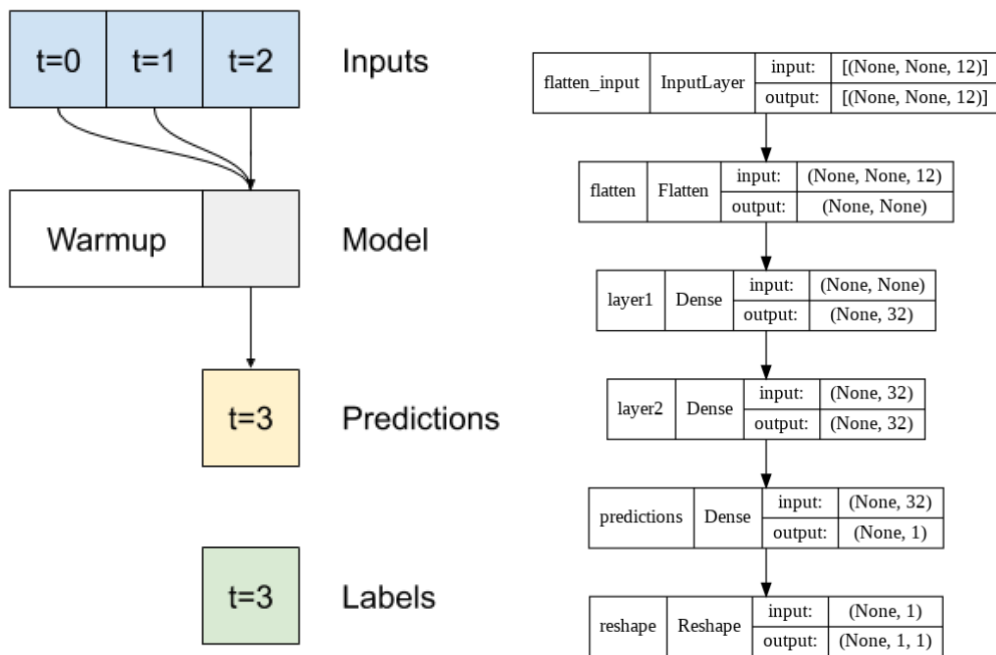 t=0 t=1 t=2 Inputs
Warmup Model
t=3 Predictions
t=3 Labels
flatten_input InputLayer input: [(None, None, 12)]
output: [(None, None, 12)]
flatten Flatten input: (None, None, 12)
output: (None, None)
layer1 Dense input: (None, None)
output: (None, 32)
layer2 Dense input: (None, 32)
output: (None, 32)
predictions Dense input: (None, 32)
output: (None, 1)
reshape Reshape input: (None, 1)
output: (None, 1, 1)